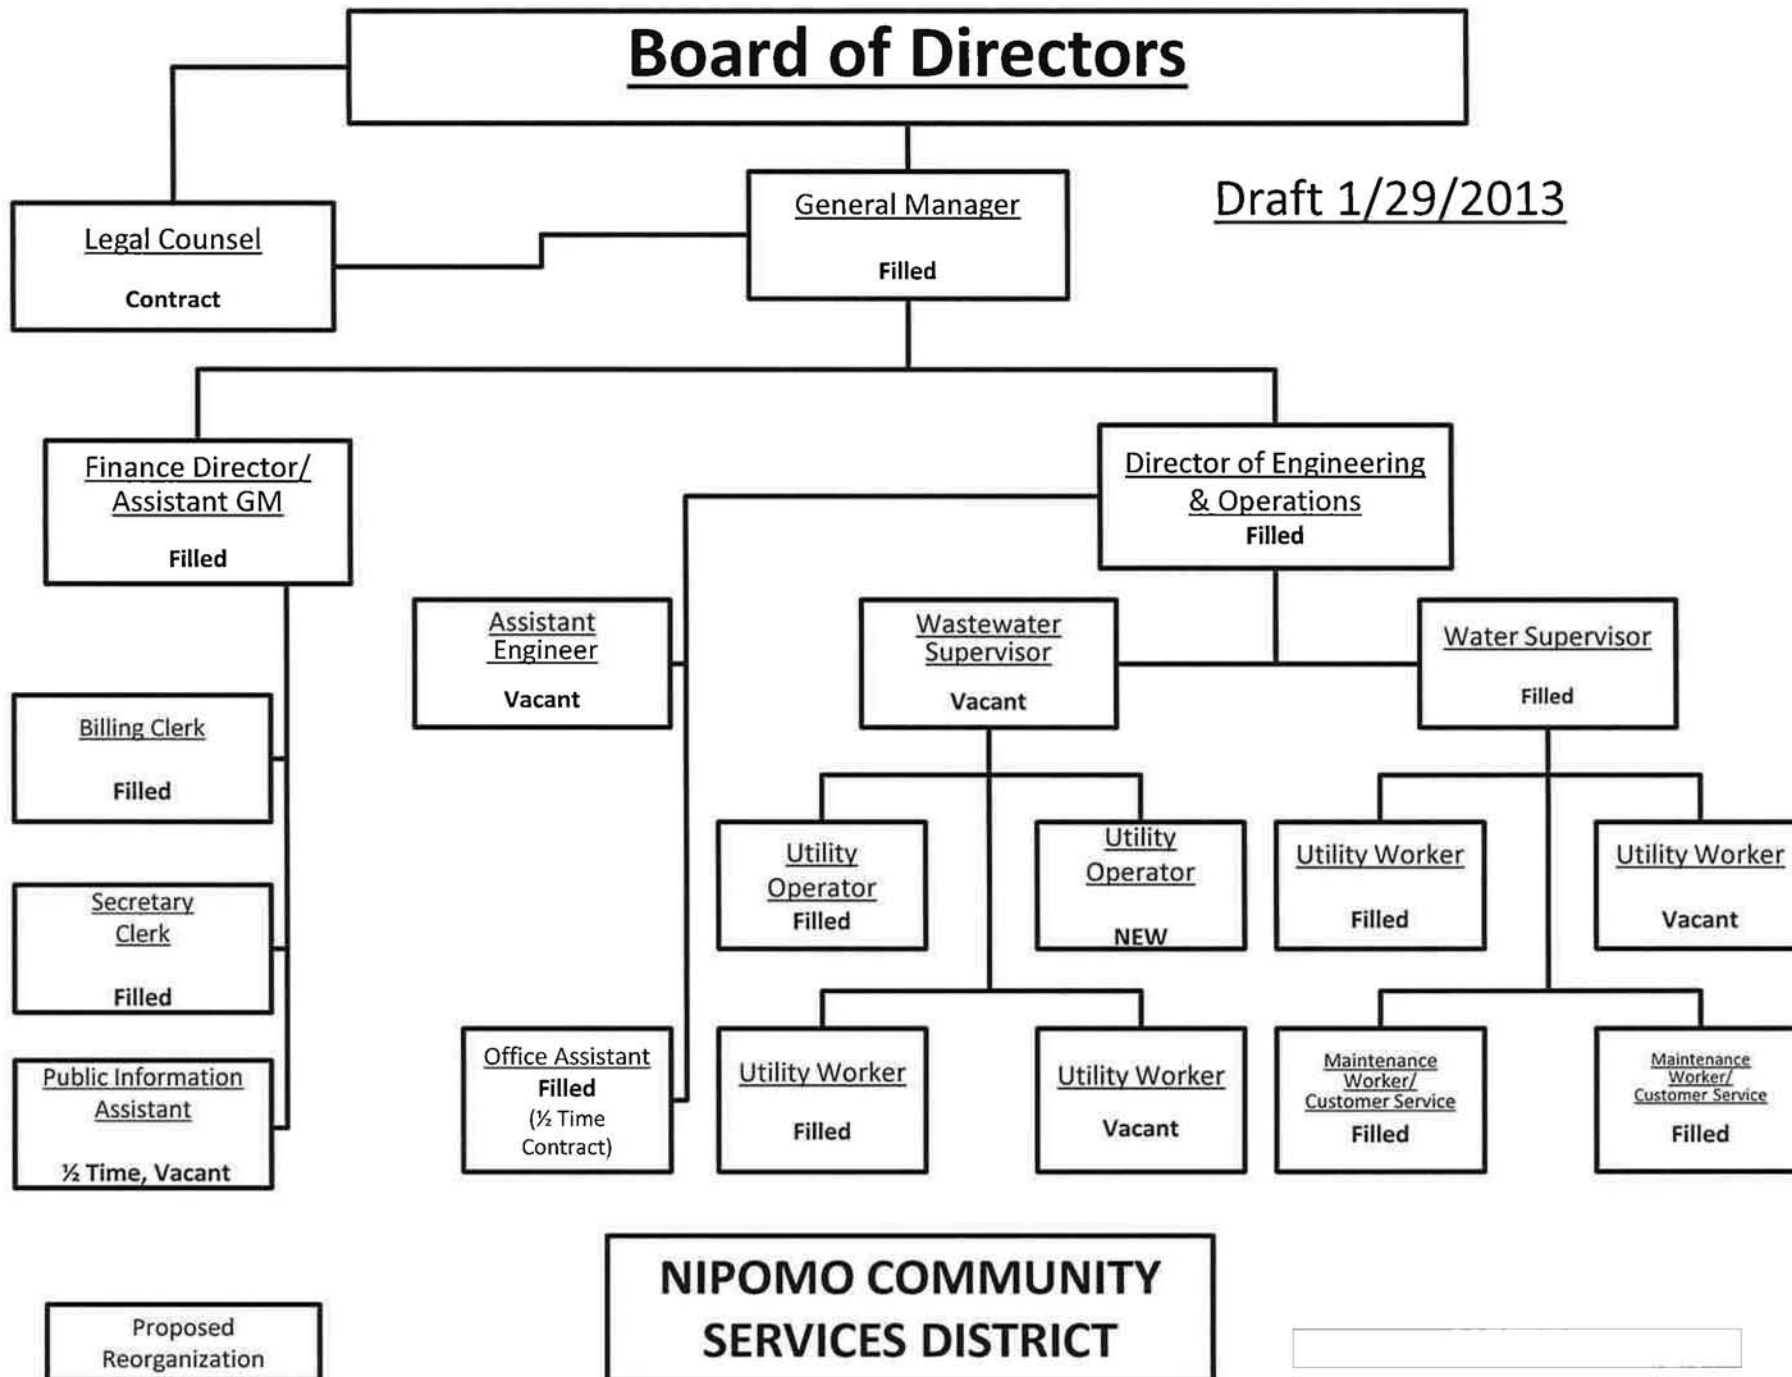 Board of Directors
Draft 1/29/2013
General Manager
Filled
Legal Counsel
Contract
Finance Director/
Assistant GM
Filled
Director of Engineering
& Operations
Filled
Assistant
Engineer
Vacant
Wastewater
Supervisor
Vacant
Water Supervisor
Filled
Billing Clerk
Filled
Secretary
Clerk
Filled
Public Information
Assistant
½ Time, Vacant
Office Assistant
Filled
(½ Time
Contract)
Utility
Operator
Filled
Utility
Operator
NEW
Utility Worker
Filled
Utility Worker
Vacant
Utility Worker
Filled
Utility Worker
Vacant
Maintenance
Worker/
Customer Service
Filled
Maintenance
Worker/
Customer Service
Filled
NIPOMO COMMUNITY
SERVICES DISTRICT
Proposed
Reorganization